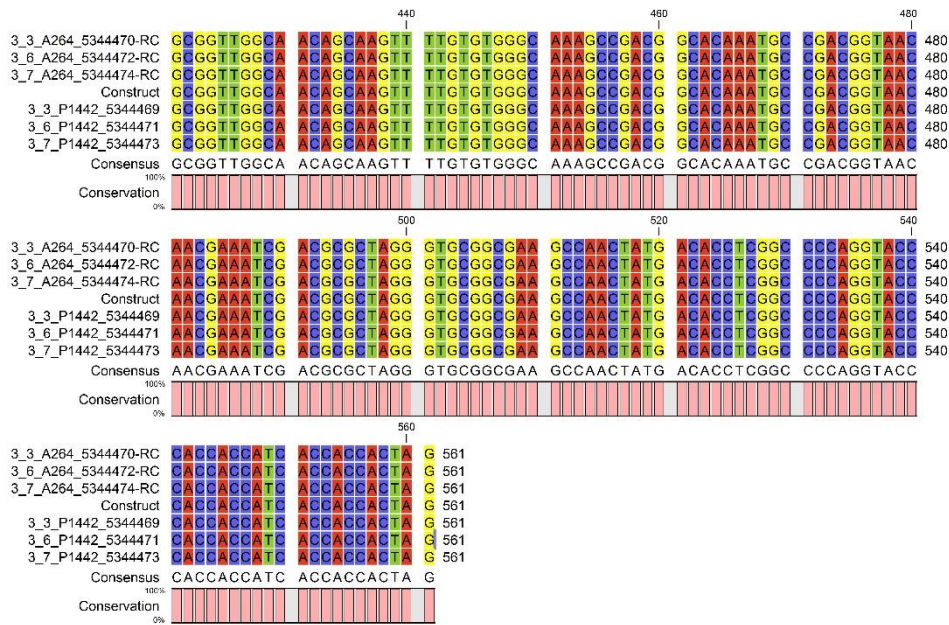 440 460 480
3_3_A264_5344470-RC GCGGTTGGCA ACAGCAAGTT TTGTGTGGGC AAAGCCGACG GCACAAATGC CGACGGTAAC 480
3_6_A264_5344472-RC GCGGTTGGCA ACAGCAAGTT TTGTGTGGGC AAAGCCGACG GCACAAATGC CGACGGTAAC 480
3_7_A264_5344474-RC GCGGTTGGCA ACAGCAAGTT TTGTGTGGGC AAAGCCGACG GCACAAATGC CGACGGTAAC 480
Construct GCGGTTGGCA ACAGCAAGTT TTGTGTGGGC AAAGCCGACG GCACAAATGC CGACGGTAAC 480
3_3_P1442_5344469 GCGGTTGGCA ACAGCAAGTT TTGTGTGGGC AAAGCCGACG GCACAAATGC CGACGGTAAC 480
3_6_P1442_5344471 GCGGTTGGCA ACAGCAAGTT TTGTGTGGGC AAAGCCGACG GCACAAATGC CGACGGTAAC 480
3_7_P1442_5344473 GCGGTTGGCA ACAGCAAGTT TTGTGTGGGC AAAGCCGACG GCACAAATGC CGACGGTAAC 480
Consensus GCGGTTGGCA ACAGCAAGTT TTGTGTGGGC AAAGCCGACG GCACAAATGC CGACGGTAAC
100%
Conservation
0%
500 520 540
3_3_A264_5344470-RC AACGAAATCG ACGCGCTAGG GTGCGGCGAA GCCAACTATG ACACCTCGGC CCCAGGTACC 540
3_6_A264_5344472-RC AACGAAATCG ACGCGCTAGG GTGCGGCGAA GCCAACTATG ACACCTCGGC CCCAGGTACC 540
3_7_A264_5344474-RC AACGAAATCG ACGCGCTAGG GTGCGGCGAA GCCAACTATG ACACCTCGGC CCCAGGTACC 540
Construct AACGAAATCG ACGCGCTAGG GTGCGGCGAA GCCAACTATG ACACCTCGGC CCCAGGTACC 540
3_3_P1442_5344469 AACGAAATCG ACGCGCTAGG GTGCGGCGAA GCCAACTATG ACACCTCGGC CCCAGGTACC 540
3_6_P1442_5344471 AACGAAATCG ACGCGCTAGG GTGCGGCGAA GCCAACTATG ACACCTCGGC CCCAGGTACC 540
3_7_P1442_5344473 AACGAAATCG ACGCGCTAGG GTGCGGCGAA GCCAACTATG ACACCTCGGC CCCAGGTACC 540
Consensus AACGAAATCG ACGCGCTAGG GTGCGGCGAA GCCAACTATG ACACCTCGGC CCCAGGTACC
100%
Conservation
0%
560
3_3_A264_5344470-RC CACCACCATC ACCACCACTA G 561
3_6_A264_5344472-RC CACCACCATC ACCACCACTA G 561
3_7_A264_5344474-RC CACCACCATC ACCACCACTA G 561
Construct CACCACCATC ACCACCACTA G 561
3_3_P1442_5344469 CACCACCATC ACCACCACTA G 561
3_6_P1442_5344471 CACCACCATC ACCACCACTA G 561
3_7_P1442_5344473 CACCACCATC ACCACCACTA G 561
Consensus CACCACCATC ACCACCACTA G
100%
Conservation
0%